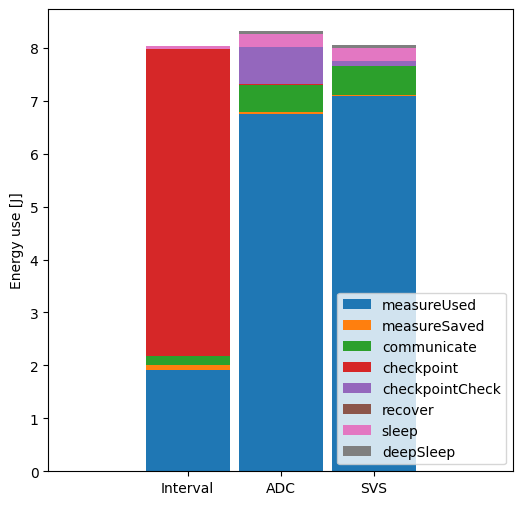 Energy use [J]
8
7
6
5
4
3
2
1
0
measureUsed
measureSaved
communicate
checkpoint
checkpointCheck
recover
sleep
deepSleep
Interval ADC SVS